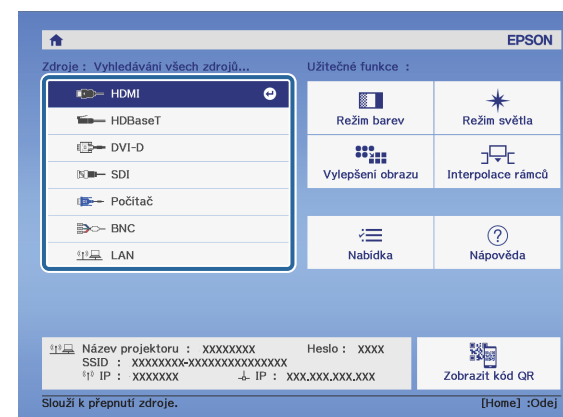 EPSON
Zdroje : Vyhledávání všech zdrojů...
Užitečné funkce :
HDMI
HDBaseT
DVI-D
SDI
Počítač
BNC
LAN
Režim barev
Režim světla
Vylepšení obrazu
Interpolace rámců
Nabídka
Nápověda
Název projektoru : XXXXXXXX Heslo : XXXX
SSID : XXXXXXXX-XXXXXXXXXXXXXXX
IP : XXXXXXX IP : XXX.XXX.XXX.XXX
Zobrazit kód QR
Slouží k přepnutí zdroje. [Home] :Odej